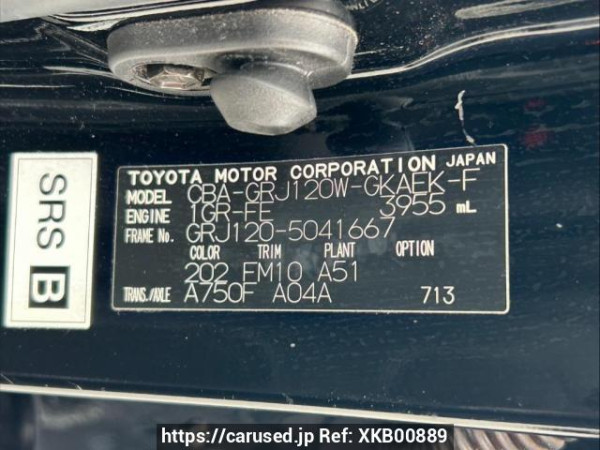 SRS B
TOYOTA MOTOR CORPORATION JAPAN
MODEL CBA-GRJ120W-GKAEK-F
ENGINE 1GR-FE 3955 mL
FRAME No. GRJ120-5041667
COLOR TRIM PLANT OPTION
202 FM10 A51
TRANS./AXLE A750F A04A 713
https://carused.jp Ref: XKB00889